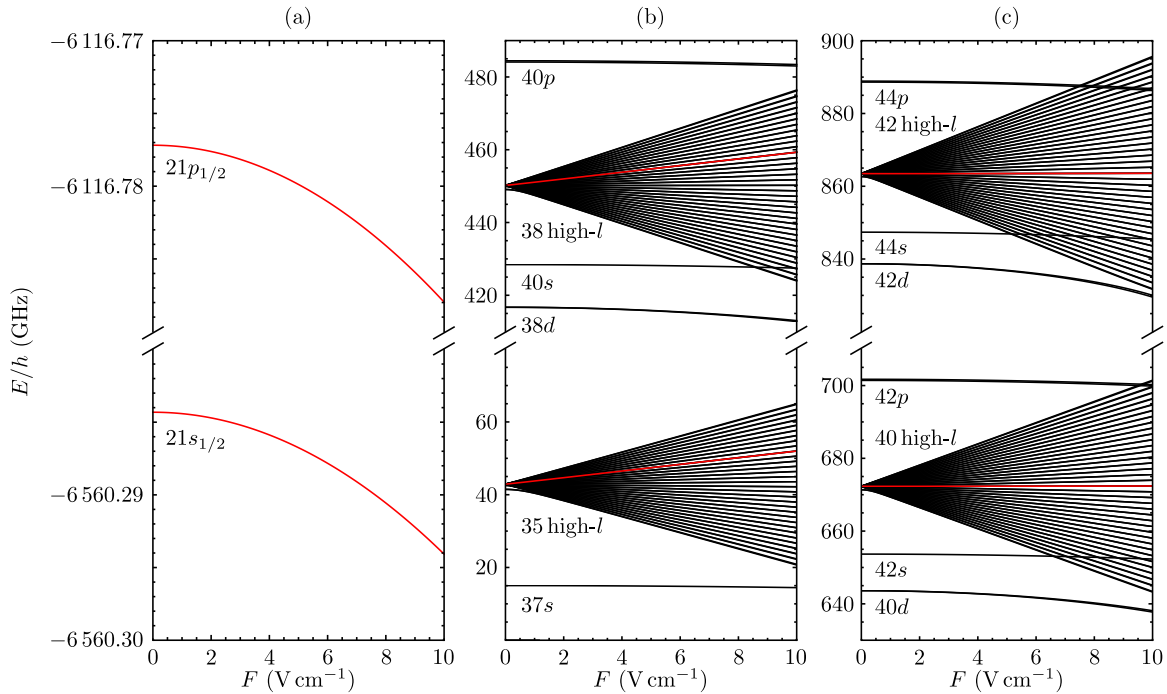 (a)
(b)
(c)
E/h (GHz)
−6 116.77
−6 116.78
−6 560.29
−6 560.30
21p1/2
21s1/2
0 2 4 6 8 10
F (V cm−1)
480
460
440
420
60
40
20
40p
38 high-l
40s
38d
35 high-l
37s
0 2 4 6 8 10
F (V cm−1)
900
880
860
840
700
680
660
640
44p
42 high-l
44s
42d
42p
40 high-l
42s
40d
0 2 4 6 8 10
F (V cm−1)